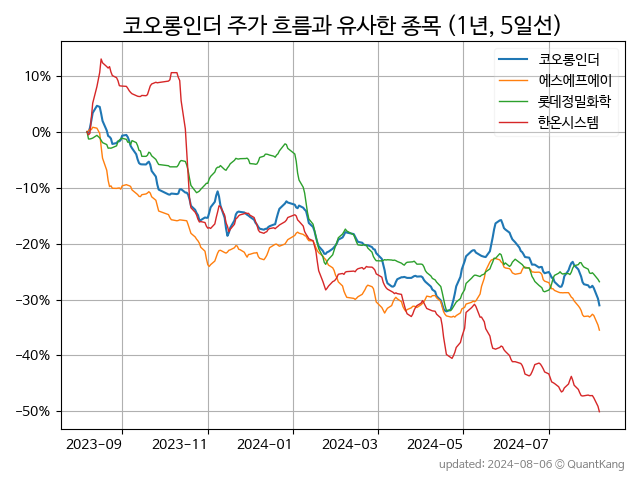 코오롱인더 주가 흐름과 유사한 종목 (1년, 5일선)
코오롱인더
에스에프에이
롯데정밀화학
한온시스템
10%
0%
−10%
−20%
−30%
−40%
−50%
2023-09 2023-11 2024-01 2024-03 2024-05 2024-07
updated: 2024-08-06 © QuantKang